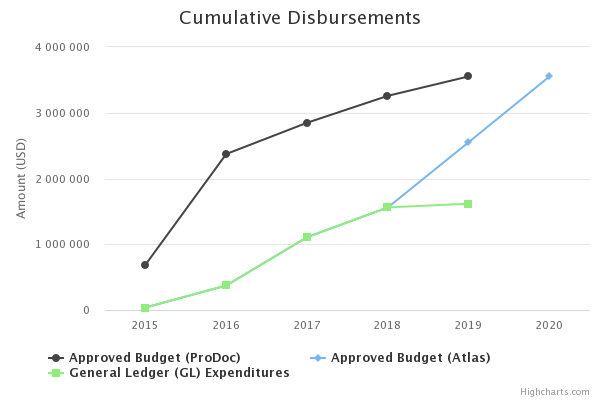 Cumulative Disbursements
4 000 000
3 000 000
2 000 000
1 000 000
0
Amount (USD)
2015 2016 2017 2018 2019 2020
Approved Budget (ProDoc) Approved Budget (Atlas)
General Ledger (GL) Expenditures
Highcharts.com